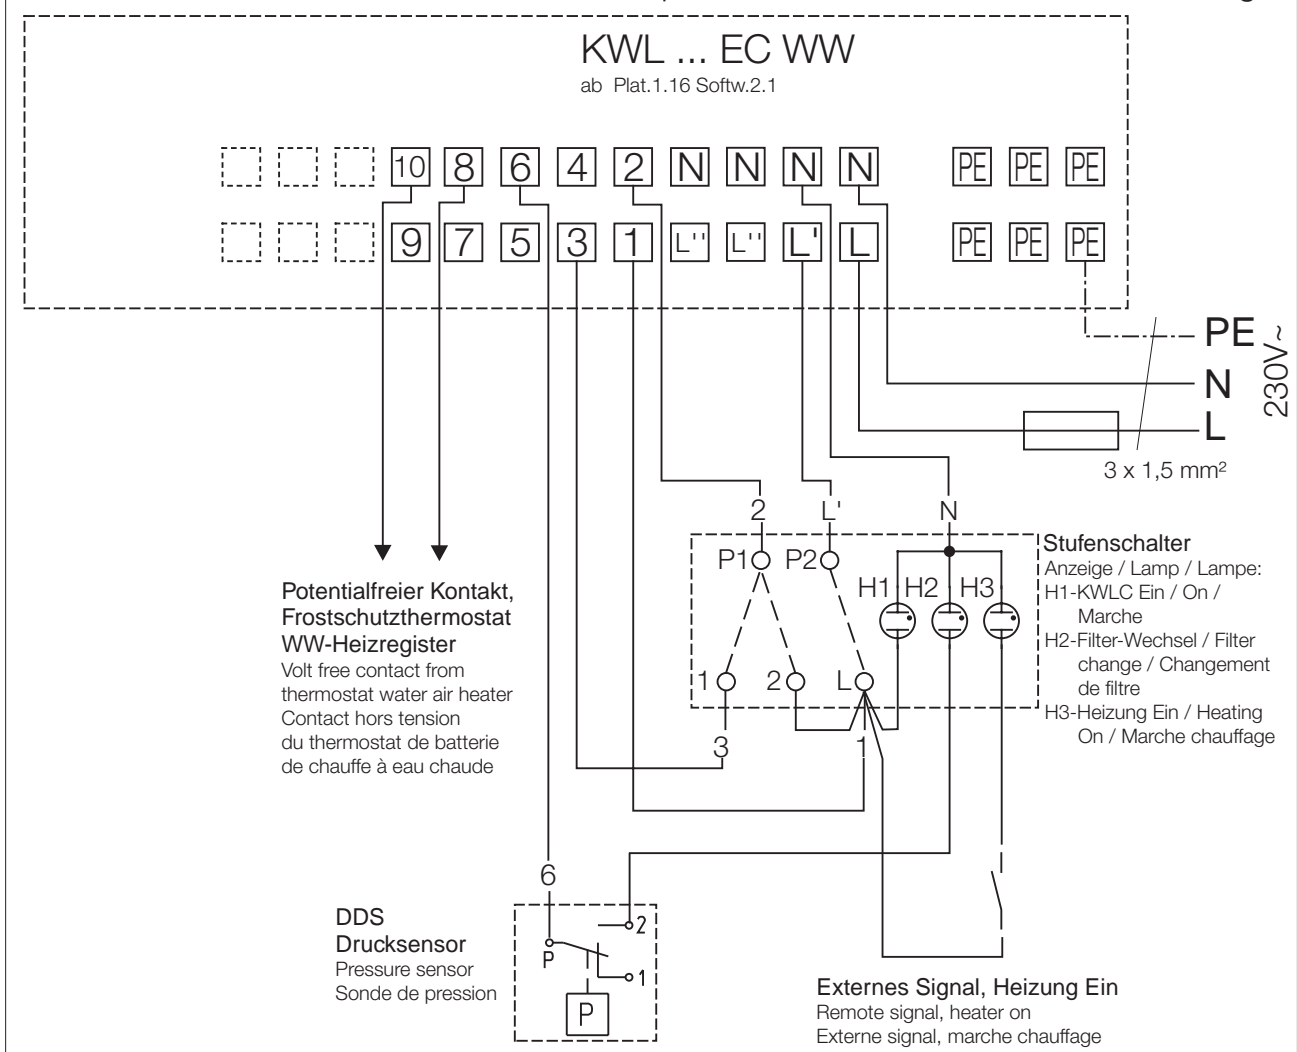 KWL ... EC WW
ab Plat.1.16 Softw.2.1
10 8 6 4 2 N N N N PE PE PE
9 7 5 3 1 L'' L'' L' L PE PE PE
PE
N
L
230V~
3 x 1,5 mm²
2 L' N
P1 P2 H1 H2 H3
1 2 L
3 1
Stufenschalter
Anzeige / Lamp / Lampe:
H1-KWLC Ein / On /
Marche
H2-Filter-Wechsel / Filter
change / Changement
de filtre
H3-Heizung Ein / Heating
On / Marche chauffage
Potentialfreier Kontakt,
Frostschutzthermostat
WW-Heizregister
Volt free contact from
thermostat water air heater
Contact hors tension
du thermostat de batterie
de chauffe à eau chaude
6
DDS
Drucksensor
Pressure sensor
Sonde de pression
2
P
1
P
Externes Signal, Heizung Ein
Remote signal, heater on
Externe signal, marche chauffage